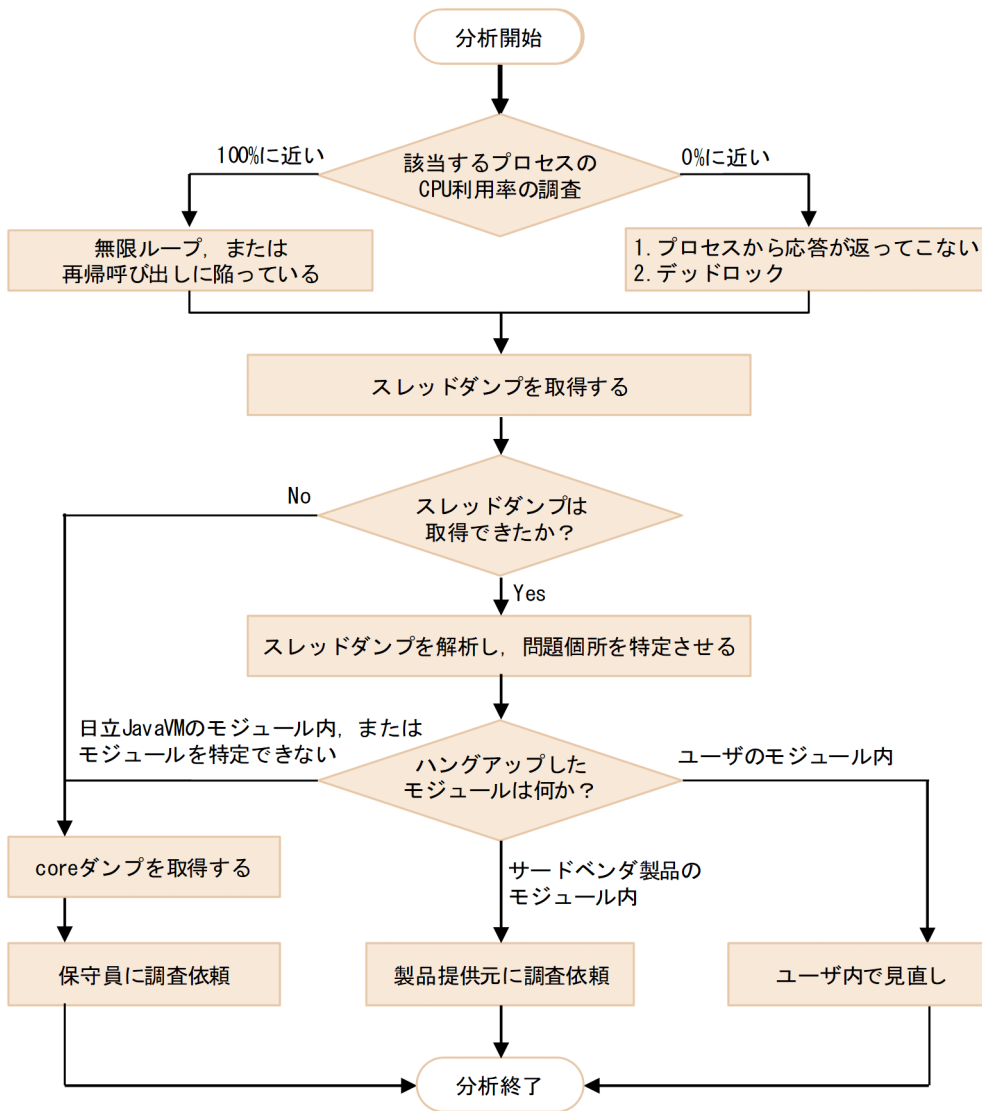 分析開始
100%に近い
該当するプロセスの
CPU利用率の調査
0%に近い
無限ループ，または
再帰呼び出しに陥っている
1.プロセスから応答が返ってこない
2.デッドロック
スレッドダンプを取得する
No
スレッドダンプは
取得できたか？
Yes
スレッドダンプを解析し，問題個所を特定させる
日立JavaVMのモジュール内，または
モジュールを特定できない
ハングアップした
モジュールは何か？
ユーザのモジュール内
coreダンプを取得する
サードベンダ製品の
モジュール内
保守員に調査依頼
製品提供元に調査依頼
ユーザ内で見直し
分析終了